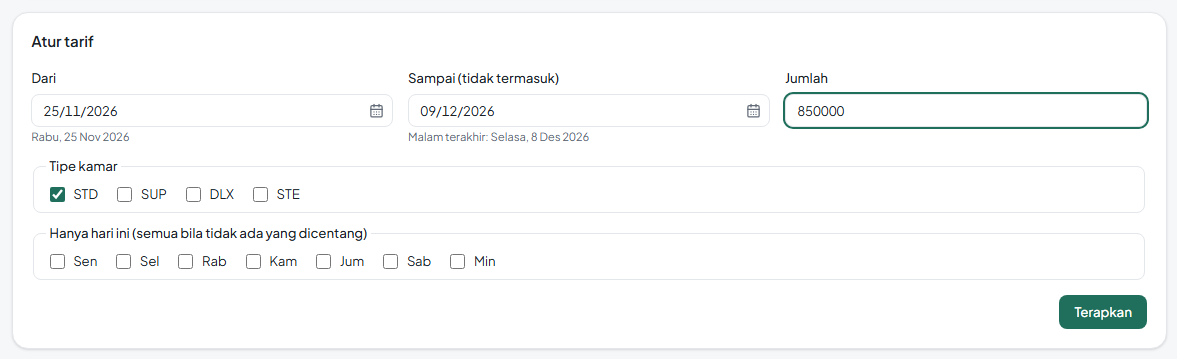 Atur tarif
Dari Sampai (tidak termasuk) Jumlah
25/11/2026 09/12/2026 850000
Rabu, 25 Nov 2026 Malam terakhir: Selasa, 8 Des 2026
Tipe kamar
STD SUP DLX STE
Hanya hari ini (semua bila tidak ada yang dicentang)
Sen Sel Rab Kam Jum Sab Min
Terapkan